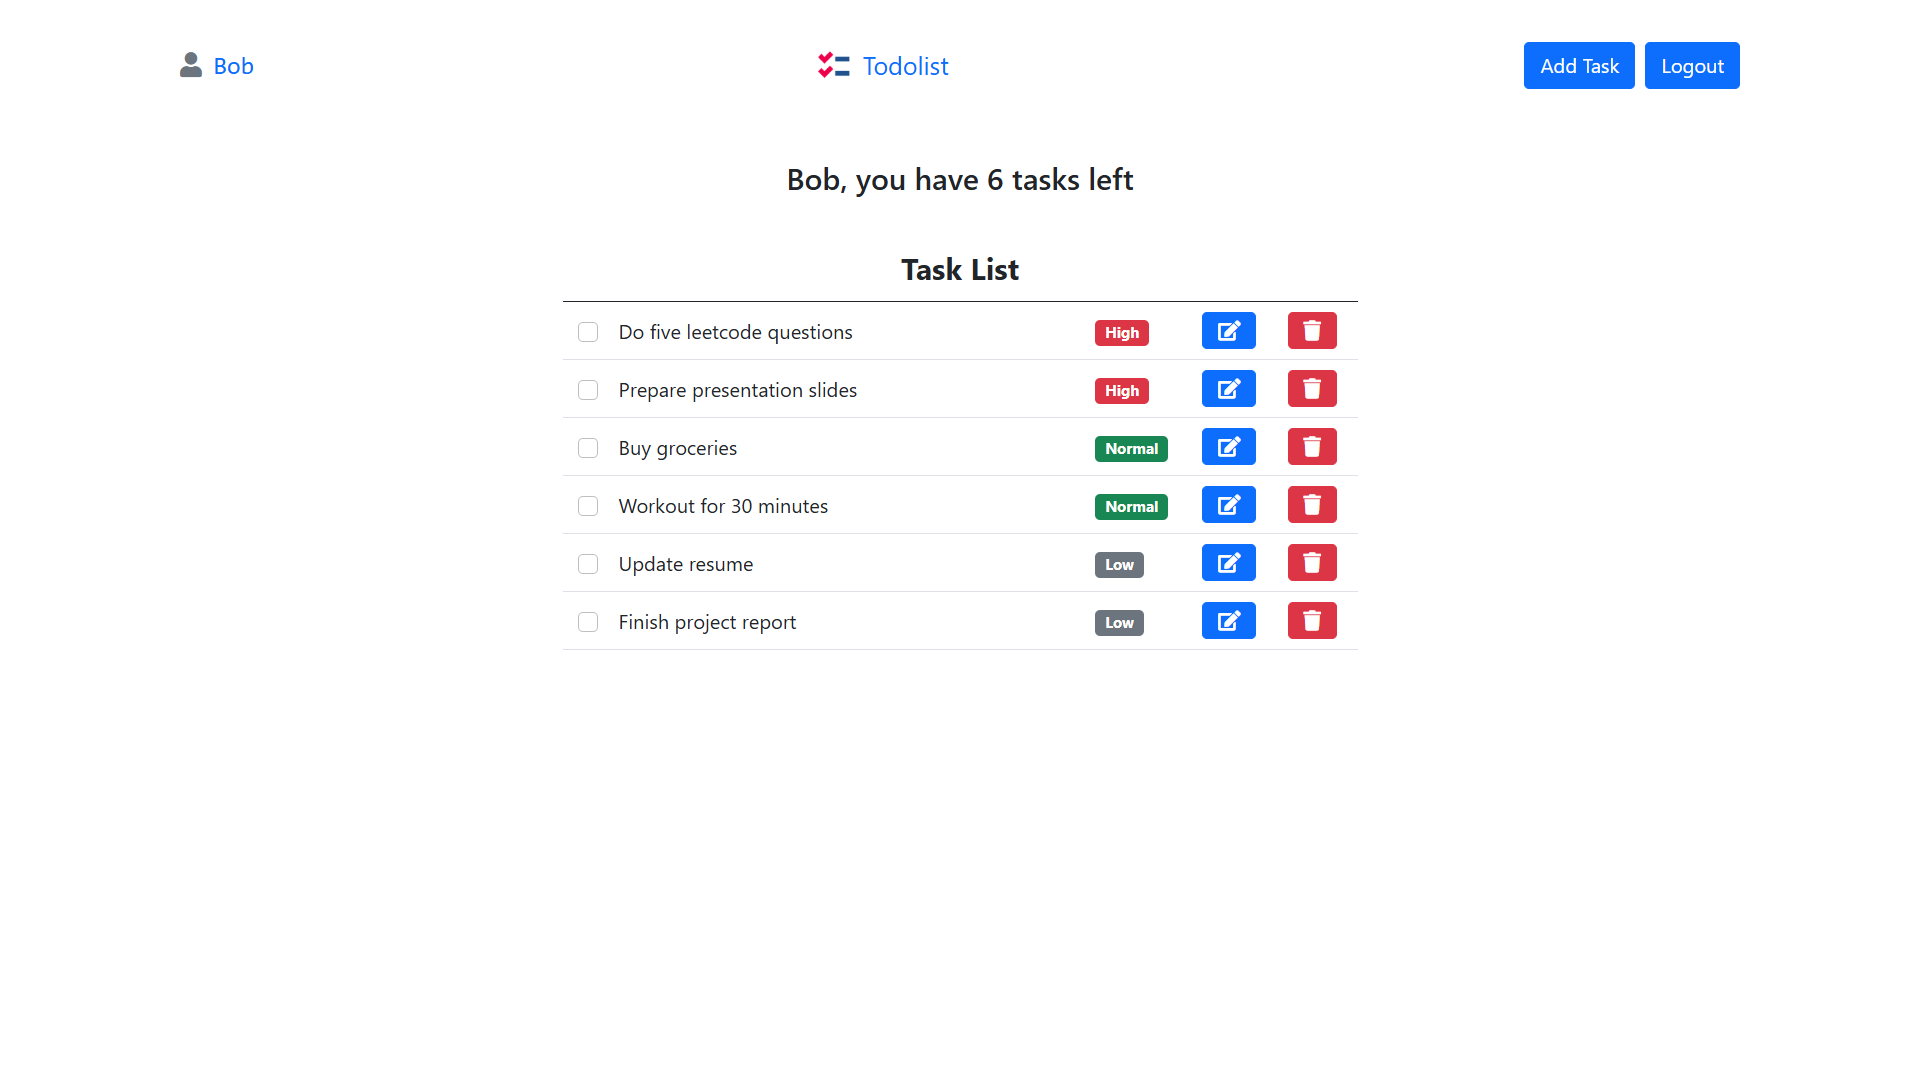 Bob
Todolist
Add Task
Logout
Bob, you have 6 tasks left
Task List
Do five leetcode questions High
Prepare presentation slides High
Buy groceries Normal
Workout for 30 minutes Normal
Update resume Low
Finish project report Low